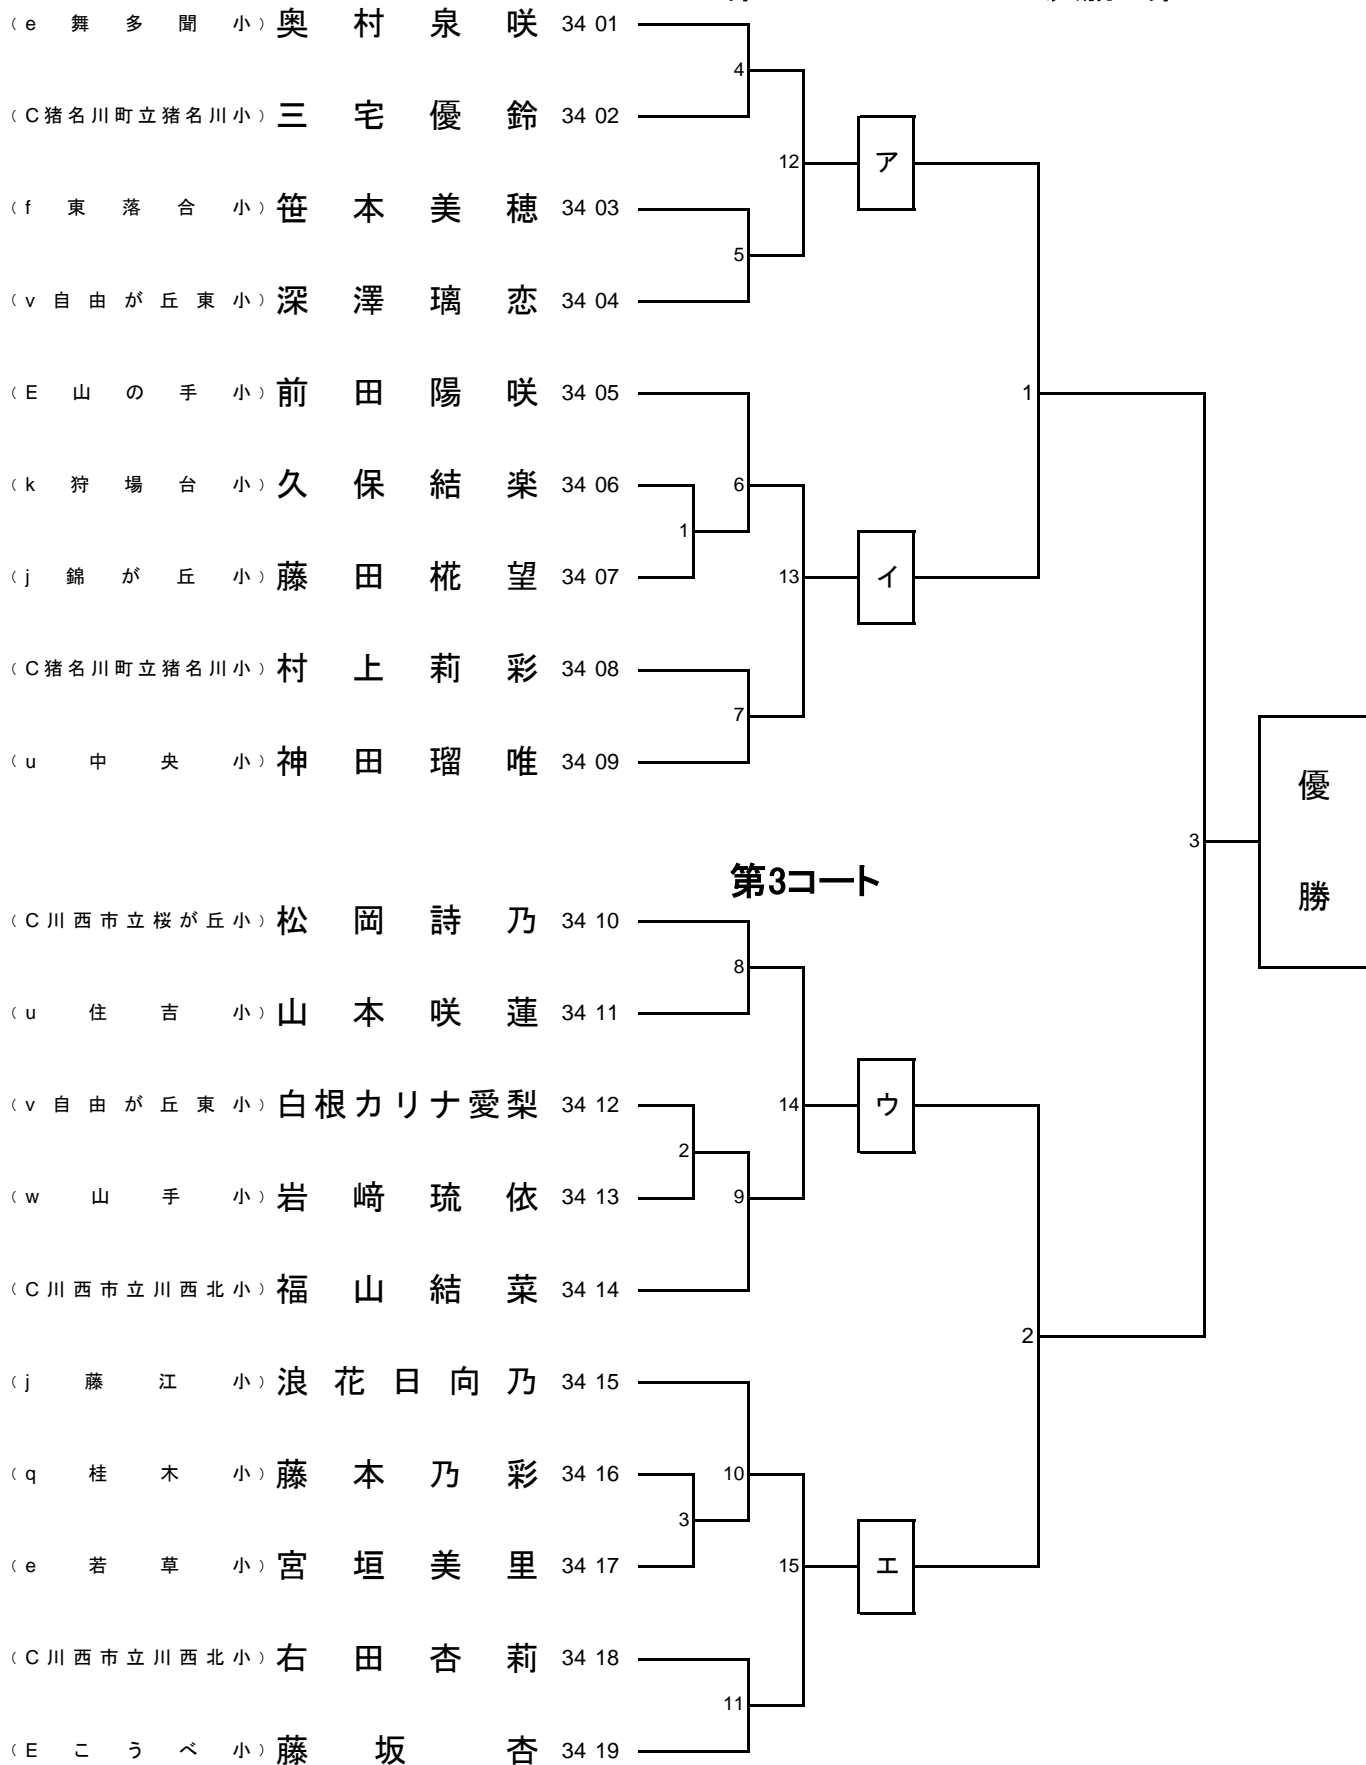 （e 舞多聞小）奥村泉咲 34 01
4
（C猪名川町立猪名川小）三宅優鈴 34 02
12 ア
（f 東落合小）笹本美穂 34 03
5
（v 自由が丘東小）深澤璃恋 34 04
（E 山の手小）前田陽咲 34 05
1
（k 狩場台小）久保結楽 34 06
6
1
（j 錦が丘小）藤田椛望 34 07
13 イ
（C猪名川町立猪名川小）村上莉彩 34 08
7
（u 中央小）神田瑠唯 34 09
優勝
3
第3コート
（C川西市立桜が丘小）松岡詩乃 34 10
8
（u 住吉小）山本咲蓮 34 11
（v 自由が丘東小）白根カリナ愛梨 34 12
14 ウ
2
（w 山手小）岩﨑琉依 34 13
9
（C川西市立川西北小）福山結菜 34 14
2
（j 藤江小）浪花日向乃 34 15
（q 桂木小）藤本乃彩 34 16
10
3
（e 若草小）宮垣美里 34 17
15 エ
（C川西市立川西北小）右田杏莉 34 18
11
（E こうべ小）藤坂杏 34 19